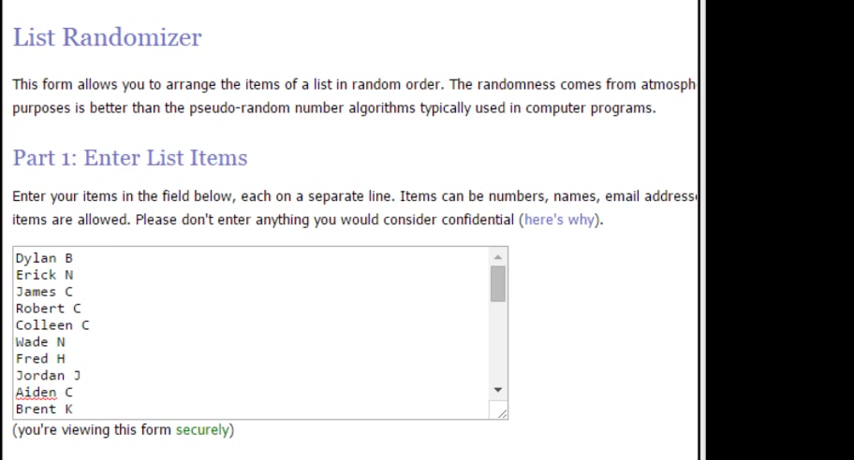 List Randomizer
This form allows you to arrange the items of a list in random order. The randomness comes from atmosph
purposes is better than the pseudo-random number algorithms typically used in computer programs.
Part 1: Enter List Items
Enter your items in the field below, each on a separate line. Items can be numbers, names, email addresse
items are allowed. Please don't enter anything you would consider confidential (here's why).
Dylan B
Erick N
James C
Robert C
Colleen C
Wade N
Fred H
Jordan J
Aiden C
Brent K
(you're viewing this form securely)